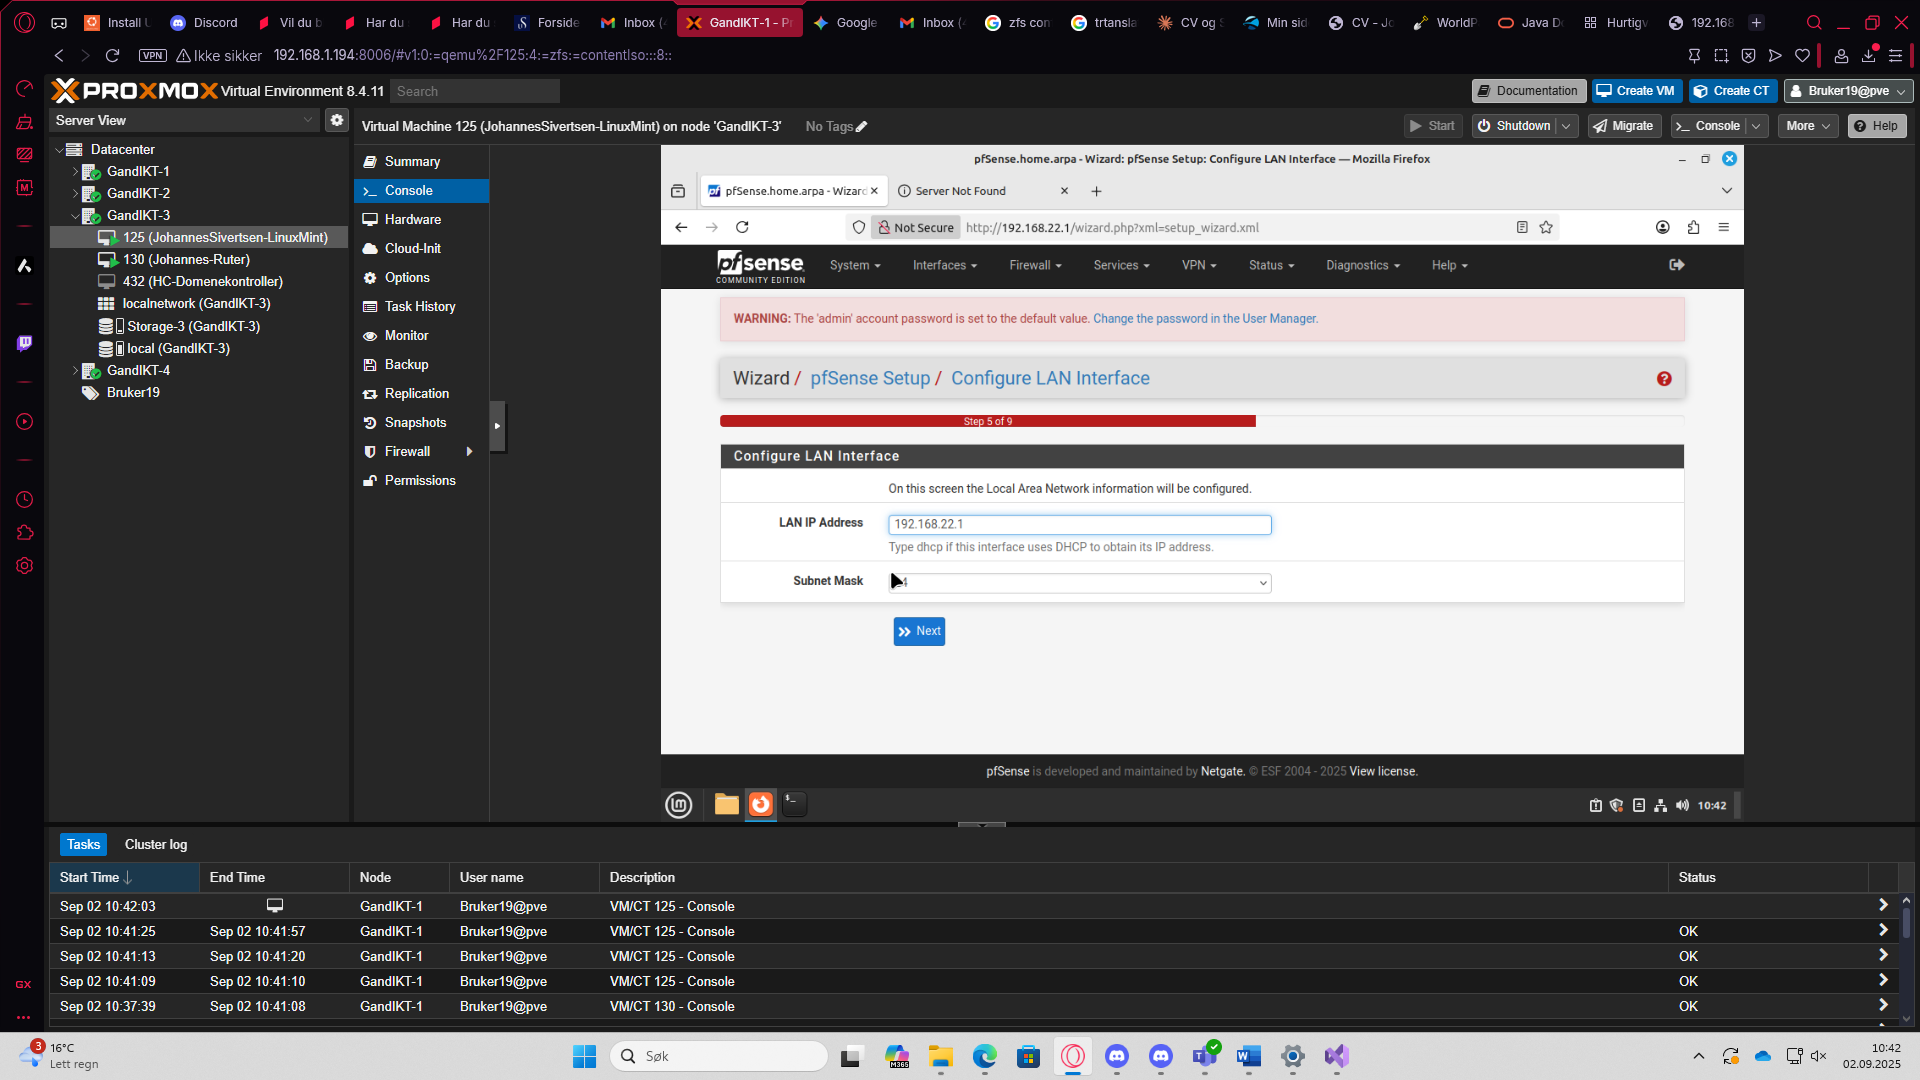 Install U
Discord
Vil du b
Har du
Har du
Forside
Inbox (4
GandIKT-1 - Pr
Google
Inbox (4
zfs con
trtansla
CV og S
Min sid
CV - Jo
WorldP
Java Do
Hurtigv
192.168
VPN
Ikke sikker
192.168.1.194:8006/#v1:0:=qemu%2F125:4:=zfs:=contentIso:::8::
PROXMOX Virtual Environment 8.4.11
Search
Documentation
Create VM
Create CT
Bruker19@pve
Server View
Virtual Machine 125 (JohannesSivertsen-LinuxMint) on node 'GandIKT-3'
No Tags
Start
Shutdown
Migrate
>_ Console
More
Help
Datacenter
GandIKT-1
GandIKT-2
GandIKT-3
125 (JohannesSivertsen-LinuxMint)
130 (Johannes-Ruter)
432 (HC-Domenekontroller)
localnetwork (GandIKT-3)
Storage-3 (GandIKT-3)
local (GandIKT-3)
GandIKT-4
Bruker19
Summary
>_ Console
Hardware
Cloud-Init
Options
Task History
Monitor
Backup
Replication
Snapshots
Firewall
Permissions
pfSense.home.arpa - Wizard: pfSense Setup: Configure LAN Interface — Mozilla Firefox
pfSense.home.arpa - Wizard
Server Not Found
Not Secure
http://192.168.22.1/wizard.php?xml=setup_wizard.xml
pfsense
COMMUNITY EDITION
System
Interfaces
Firewall
Services
VPN
Status
Diagnostics
Help
WARNING: The 'admin' account password is set to the default value. Change the password in the User Manager.
Wizard / pfSense Setup / Configure LAN Interface
Step 5 of 9
Configure LAN Interface
On this screen the Local Area Network information will be configured.
LAN IP Address
192.168.22.1
Type dhcp if this interface uses DHCP to obtain its IP address.
Subnet Mask
Next
pfSense is developed and maintained by Netgate. © ESF 2004 - 2025 View license.
10:42
Tasks
Cluster log
Start Time
End Time
Node
User name
Description
Status
Sep 02 10:42:03 GandIKT-1 Bruker19@pve VM/CT 125 - Console
Sep 02 10:41:25 Sep 02 10:41:57 GandIKT-1 Bruker19@pve VM/CT 125 - Console OK
Sep 02 10:41:13 Sep 02 10:41:20 GandIKT-1 Bruker19@pve VM/CT 125 - Console OK
Sep 02 10:41:09 Sep 02 10:41:10 GandIKT-1 Bruker19@pve VM/CT 125 - Console OK
Sep 02 10:37:39 Sep 02 10:41:08 GandIKT-1 Bruker19@pve VM/CT 130 - Console OK
GX
3
16°C
Lett regn
Søk
M365
10:42
02.09.2025